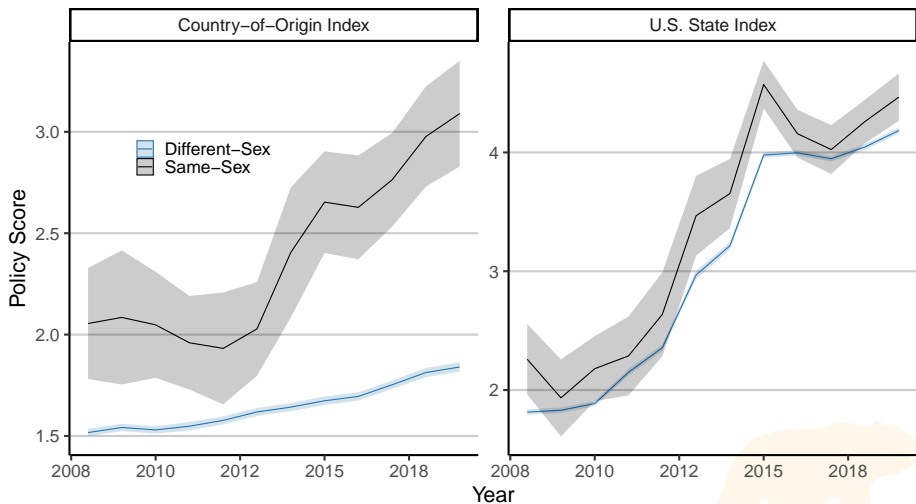 Country−of−Origin Index
U.S. State Index
Policy Score
3.0
2.5
2.0
1.5
4
3
2
Different−Sex
Same−Sex
2008 2010 2012 2015 2018
2008 2010 2012 2015 2018
Year